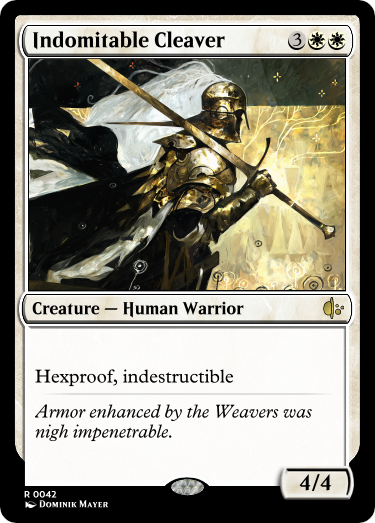 Indomitable Cleaver 3
Creature — Human Warrior
Hexproof, indestructible
Armor enhanced by the Weavers was
nigh impenetrable.
4/4
R 0042
Dominik Mayer